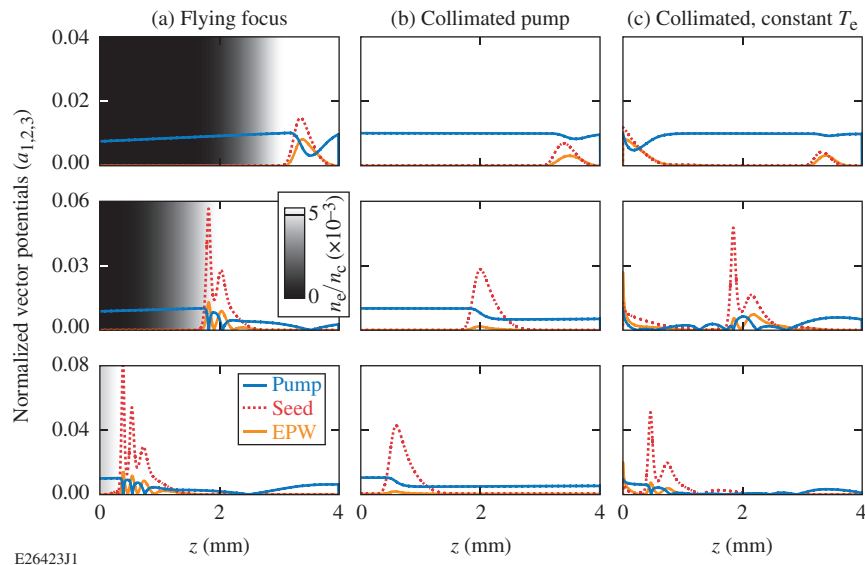 (a) Flying focus
(b) Collimated pump
(c) Collimated, constant Te
Normalized vector potentials (a1,2,3)
0.04
0.02
0.00
0.06
0.03
0.00
0.08
0.04
0.00
5
0
ne/nc (×10–3)
Pump
Seed
EPW
0 2 4
0 2 4
0 2 4
z (mm)
z (mm)
z (mm)
E26423J1